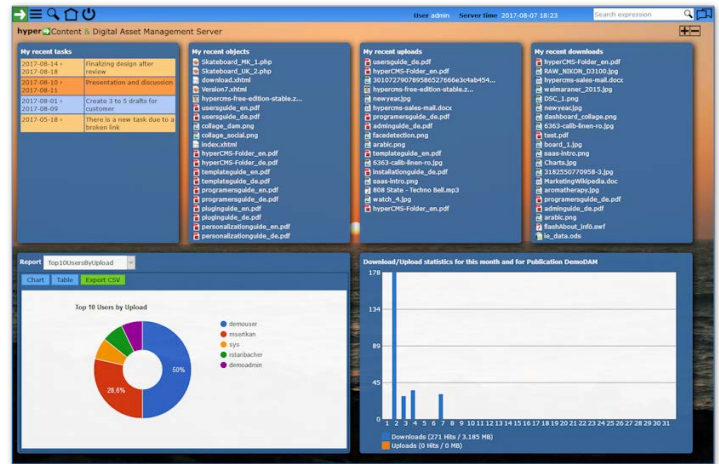 User admin Server time 2017-08-07 18:23
Search expression
hyper Content & Digital Asset Management Server
My recent tasks
2017-08-14 - 2017-08-18 Finalizing design after review
2017-08-10 - 2017-08-11 Presentation and discussion
2017-08-01 - 2017-08-09 Create 3 to 5 drafts for customer
2017-05-18 - There is a new task due to a broken link
My recent objects
Skateboard_MK_1.php
Skateboard_UK_2.php
download.xhtml
Version7.xhtml
hypercms-free-edition-stable.z...
usersguide_en.pdf
usersguide_de.pdf
collage_dam.png
collage_social.png
index.xhtml
hyperCMS-Folder_en.pdf
hyperCMS-Folder_de.pdf
templateguide_en.pdf
templateguide_de.pdf
programersguide_en.pdf
programersguide_de.pdf
pluginguide_en.pdf
pluginguide_de.pdf
personalizationguide_en.pdf
personalizationguide_de.pdf
My recent uploads
usersguide_de.pdf
hyperCMS-Folder_de.pdf
hypercms-free-edition-stable.z...
newyear.jpg
hypercms-sales-mail.docx
programersguide_de.pdf
adminguide_de.pdf
facedetection.png
arabic.png
templateguide_en.pdf
6363-calib-linen-ro.jpg
installationguide_de.pdf
saas-intro.png
808 State - Techno Bell.mp3
watch_4.jpg
hyperCMS-Folder_en.pdf
My recent downloads
hyperCMS-Folder_en.pdf
RAW_NIKON_D3100.jpg
hypercms-sales-mail.docx
weimaraner_2015.jpg
DSC_1.png
newyear.jpg
dashboard_collage.png
6363-calib-linen-ro.jpg
test.pdf
board_1.jpg
saas-intro.png
Charts.jpg
3182550770958-3.jpg
MarketingWikipedia.doc
aromatherapy.jpg
programersguide_de.pdf
adminguide_de.pdf
arabic.png
flashAbout_info.swf
ie_data.ods
Report Top10UsersByUpload
Chart Table Export CSV
Top 10 Users by Upload
demouser
msertkan
sys
rstaribacher
demoadmin
50%
28,6%
Download/Upload statistics for this month and for Publication DemoDAM
178
134
89
45
0
1 2 3 4 5 6 7 8 9 10 11 12 13 14 15 16 17 18 19 20 21 22 23 24 25 26 27 28 29 30 31
Downloads (271 Hits / 3.185 MB)
Uploads (0 Hits / 0 MB)